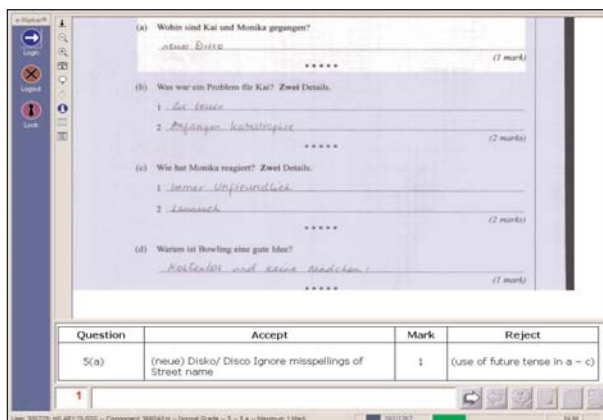 e-Marker®
Login
Logout
Lock
(a) Wohin sind Kai und Monika gegangen?
neue Disco
(1 mark)
(b) Was war ein Problem für Kai? Zwei Details.
1 Zu teuer
2 Anfänger katastrophe
(2 marks)
(c) Wie hat Monika reagiert? Zwei Details.
1 Immer Unfreundlich
2 Launisch
(2 marks)
(d) Warum ist Bowling eine gute Idee?
Kostenlos und keine Mädchen!
(1 mark)
Question Accept Mark Reject
5(a) (neue) Disko/ Disco Ignore misspellings of Street name 1 (use of future tense in a – c)
1